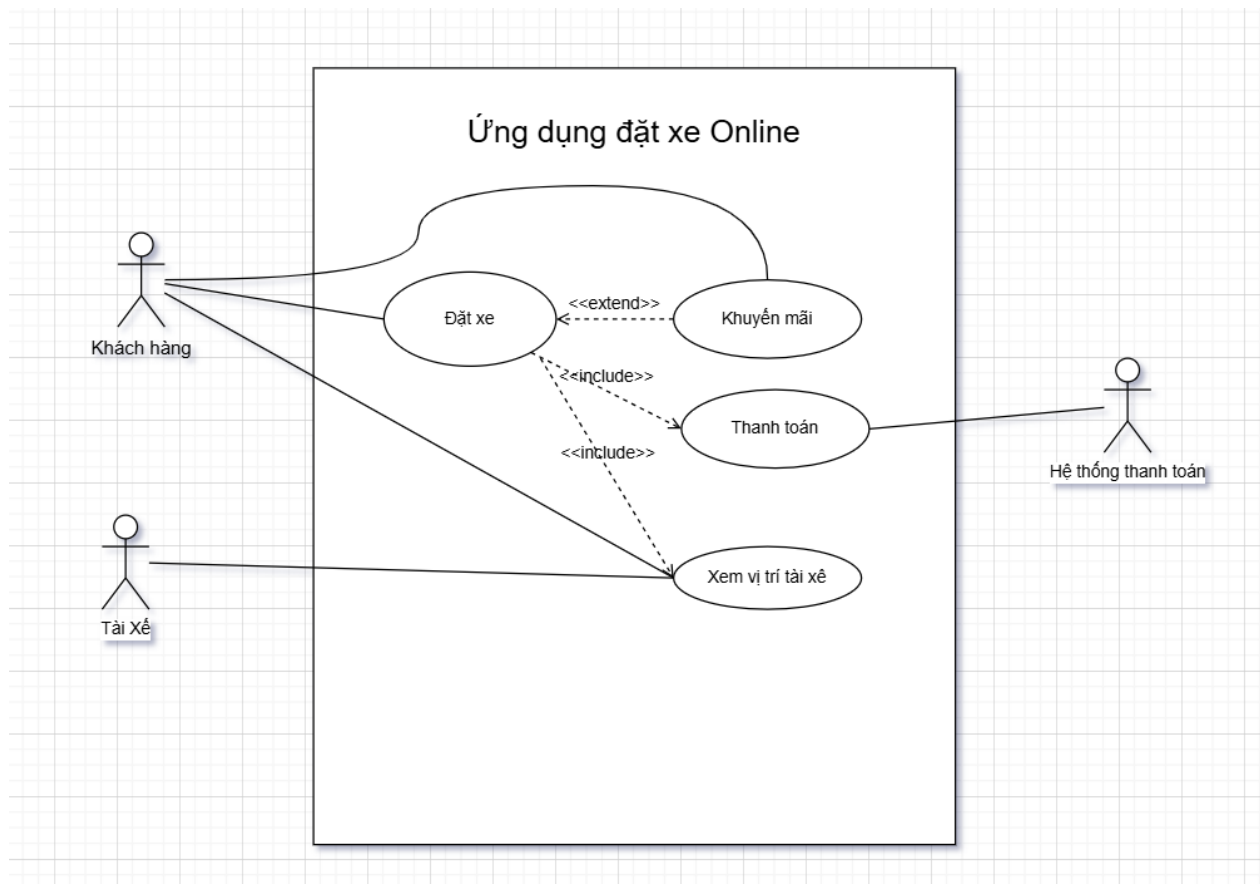 Ứng dụng đặt xe Online
Khách hàng
Đặt xe
<<extend>>
Khuyến mãi
<<include>>
Thanh toán
<<include>>
Hệ thống thanh toán
Xem vị trí tài xế
Tài Xế